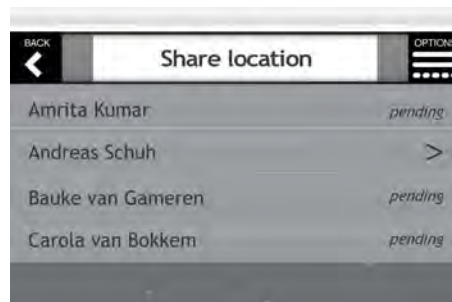 BACK
Share location
OPTIONS
Amrita Kumar pending
Andreas Schuh >
Bauke van Gameren pending
Carola van Bokkem pending